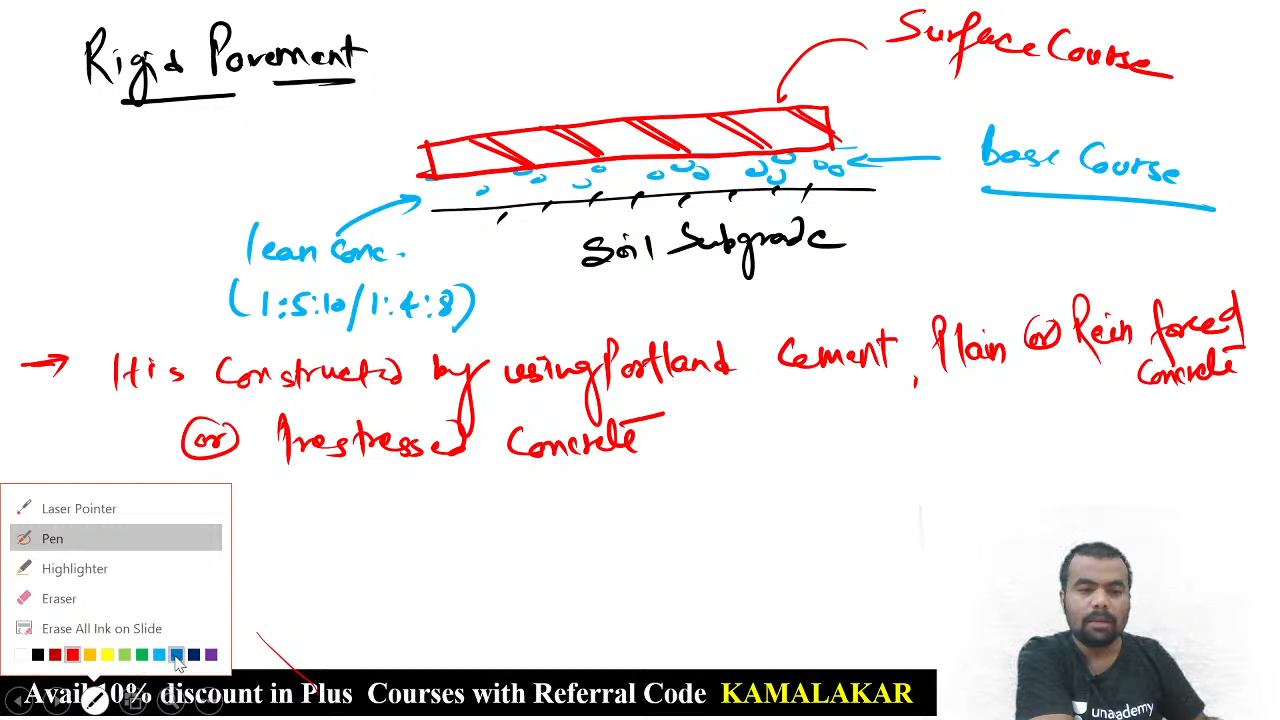 Rigid Pavement
Surface Course
base Course
Soil Subgrade
lean conc.
(1:5:10/1:4:8)
→ It is constructed by using Portland cement, Plain or Reinforced concrete
or Prestressed concrete
Laser Pointer
Pen
Highlighter
Eraser
Erase All Ink on Slide
Avail 10% discount in Plus Courses with Referral Code KAMALAKAR
unacademy